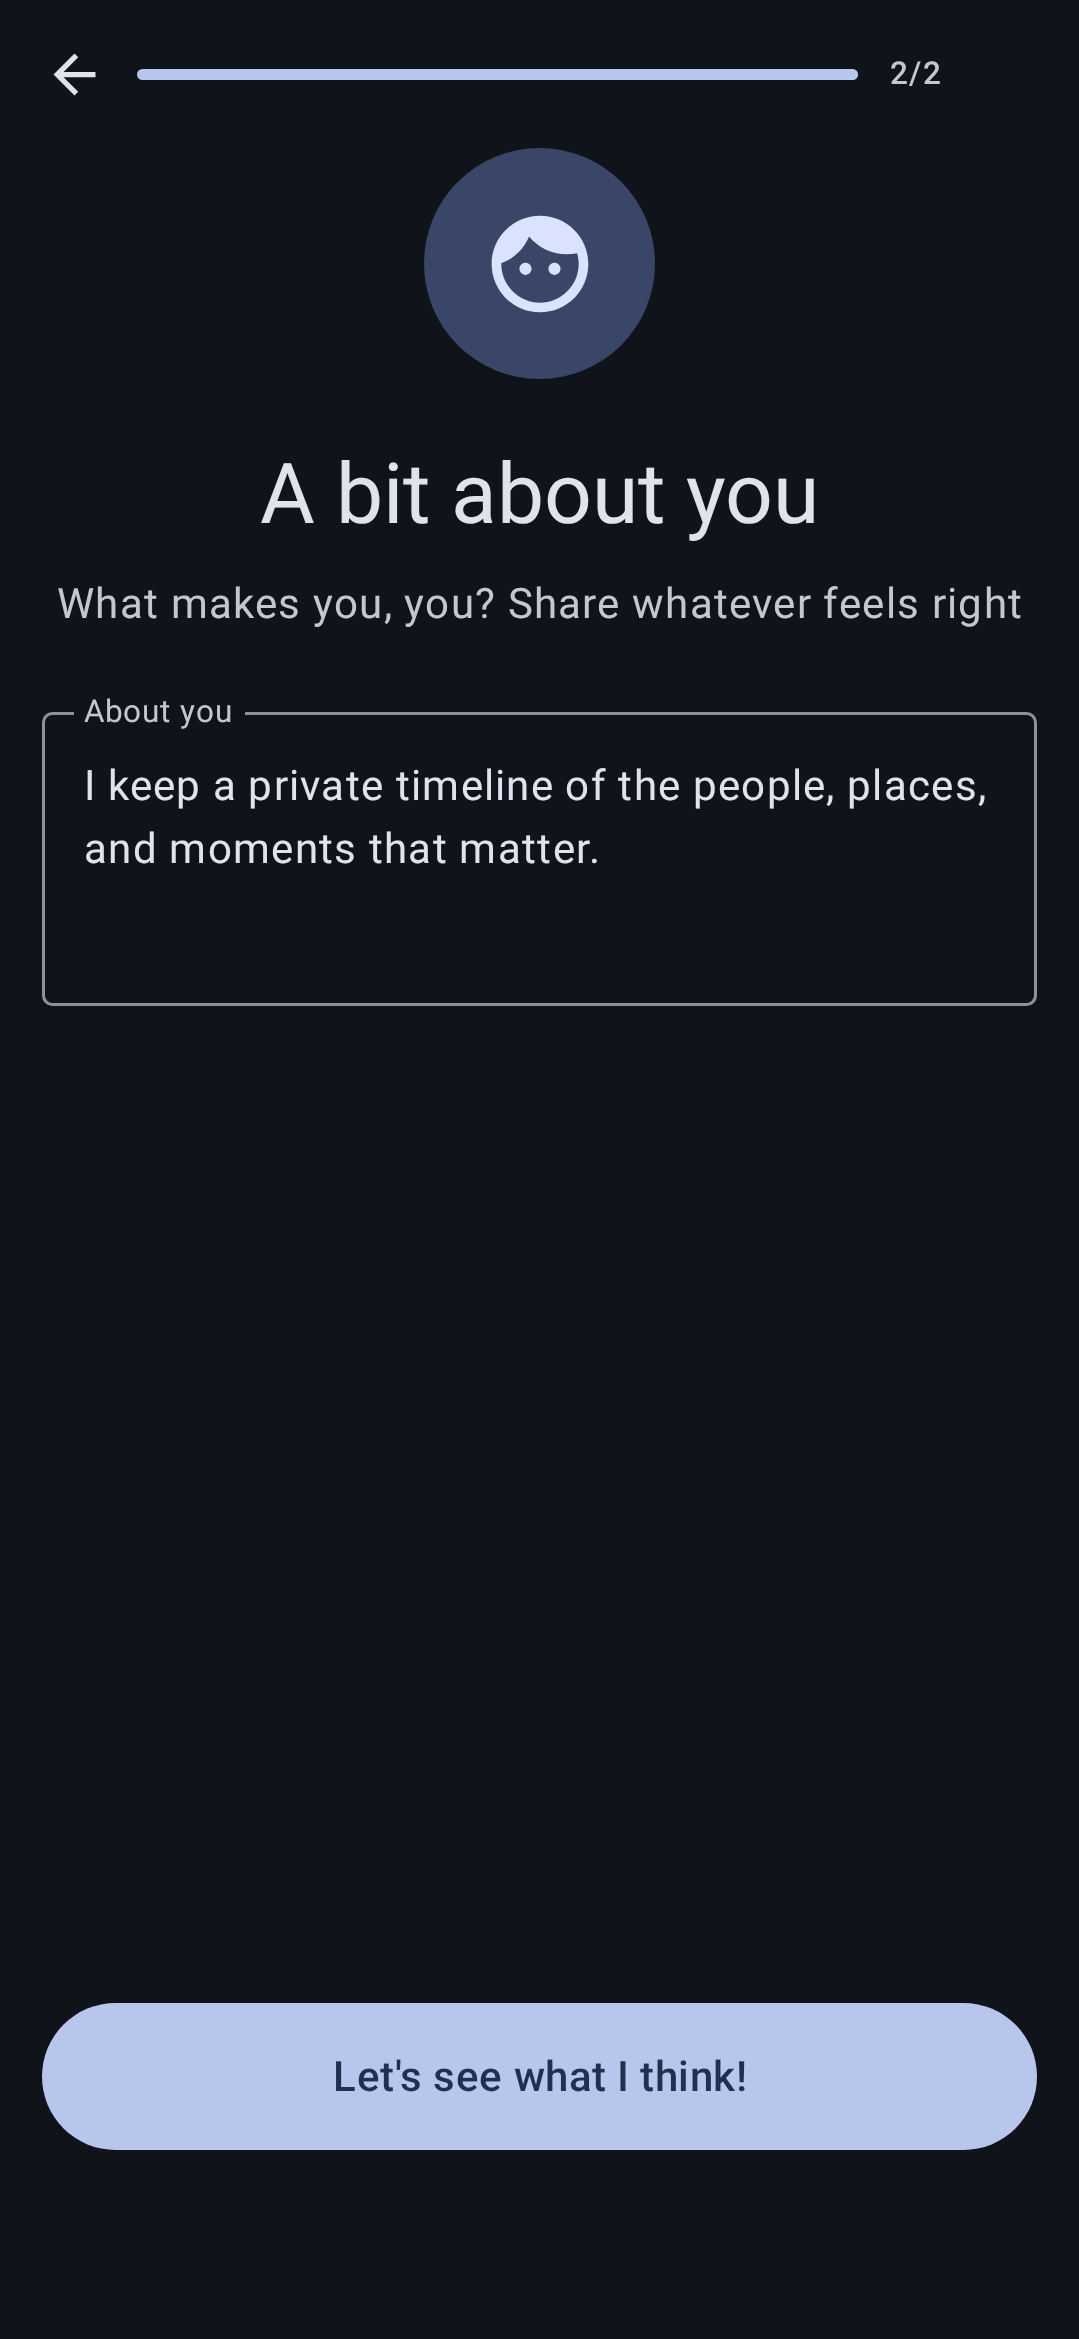 2/2
A bit about you
What makes you, you? Share whatever feels right
About you
I keep a private timeline of the people, places,
and moments that matter.
Let's see what I think!